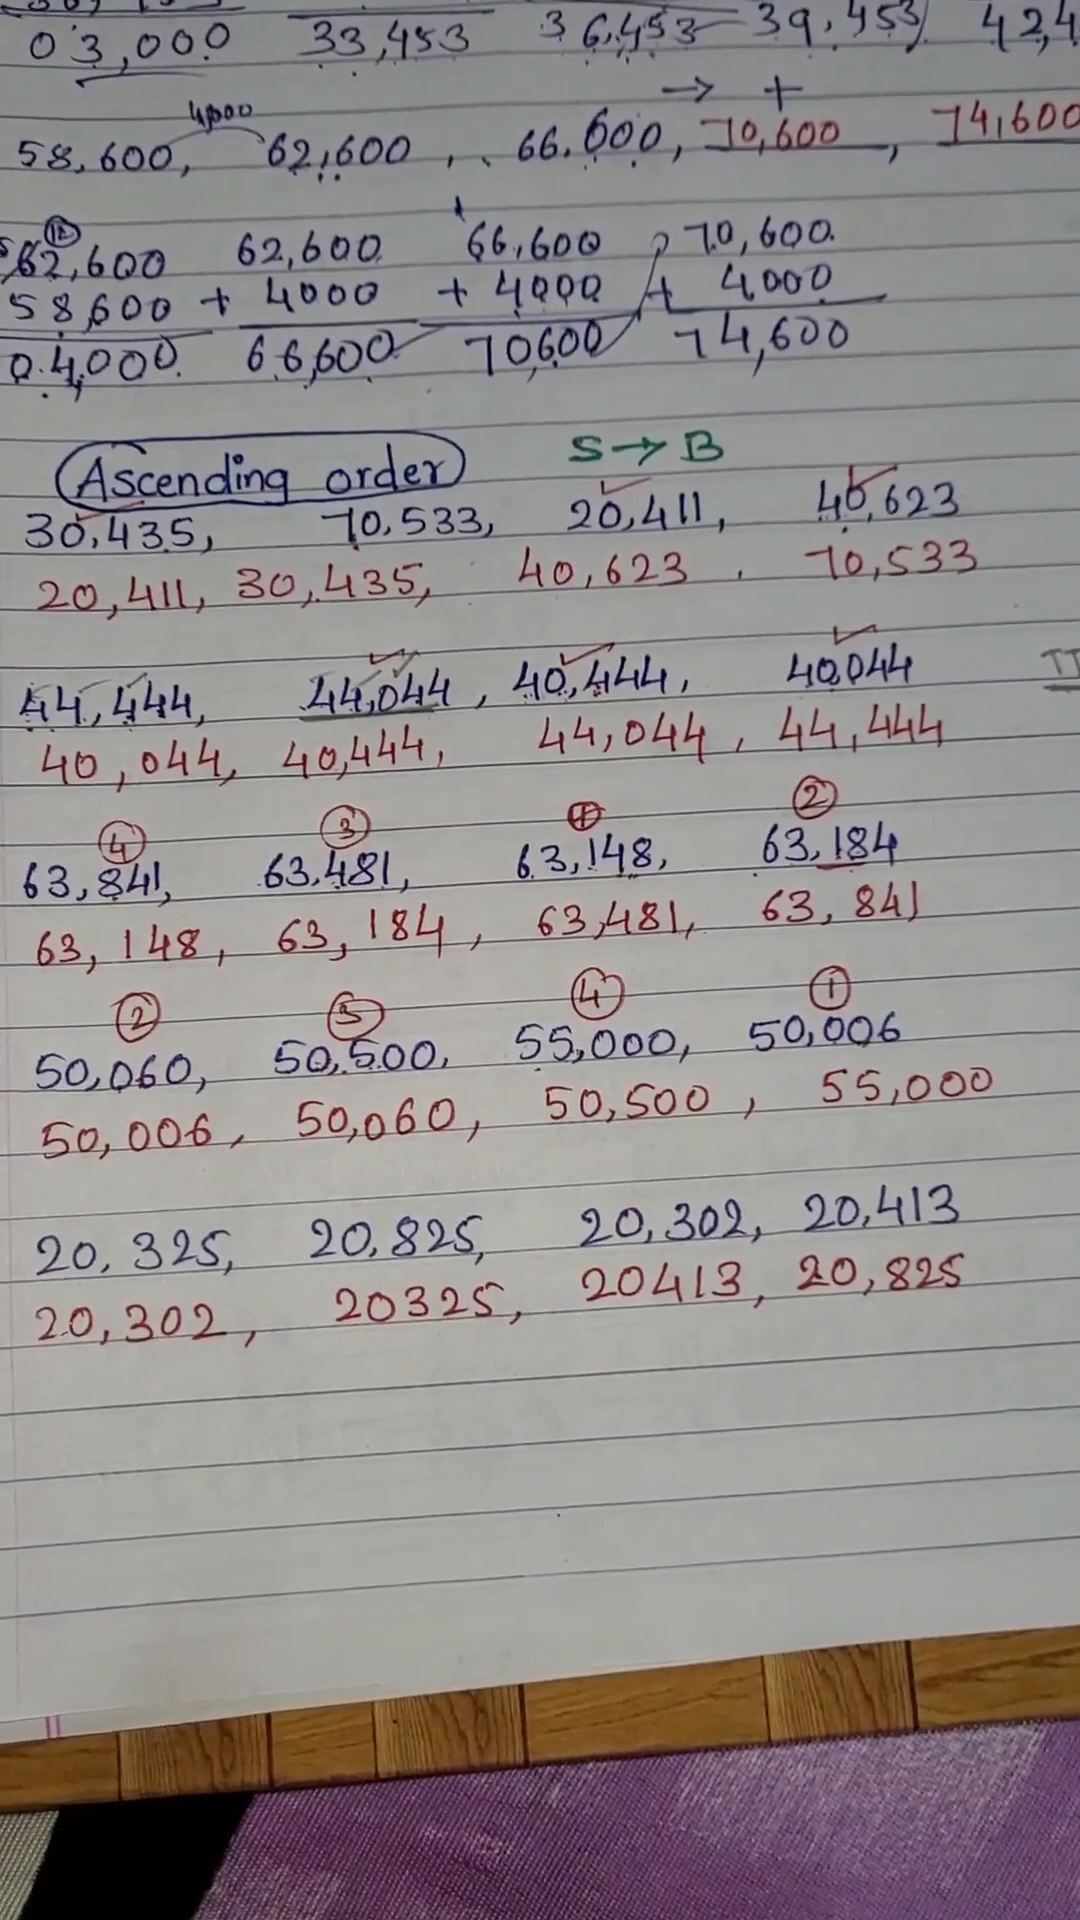 03,000 33,453 36,453 39,453 42,4
→ +
4,000
58,600, 62,600, 66,600, 70,600, 74,600
12
62,600 62,600 66,600 70,600
58,600 + 4000 + 4000 + 4000
04,000 66,600 70,600 74,600
Ascending order S → B
30,435, 70,533, 20,411, 40,623
20,411, 30,435, 40,623, 70,533
44,444, 44,044, 40,444, 40,044
40,044, 40,444, 44,044, 44,444
4 3 1 2
63,841, 63,481, 63,148, 63,184
63,148, 63,184, 63,481, 63,841
2 3 4 1
50,060, 50,500, 55,000, 50,006
50,006, 50,060, 50,500, 55,000
20,325, 20,825, 20,302, 20,413
20,302, 20325, 20413, 20,825